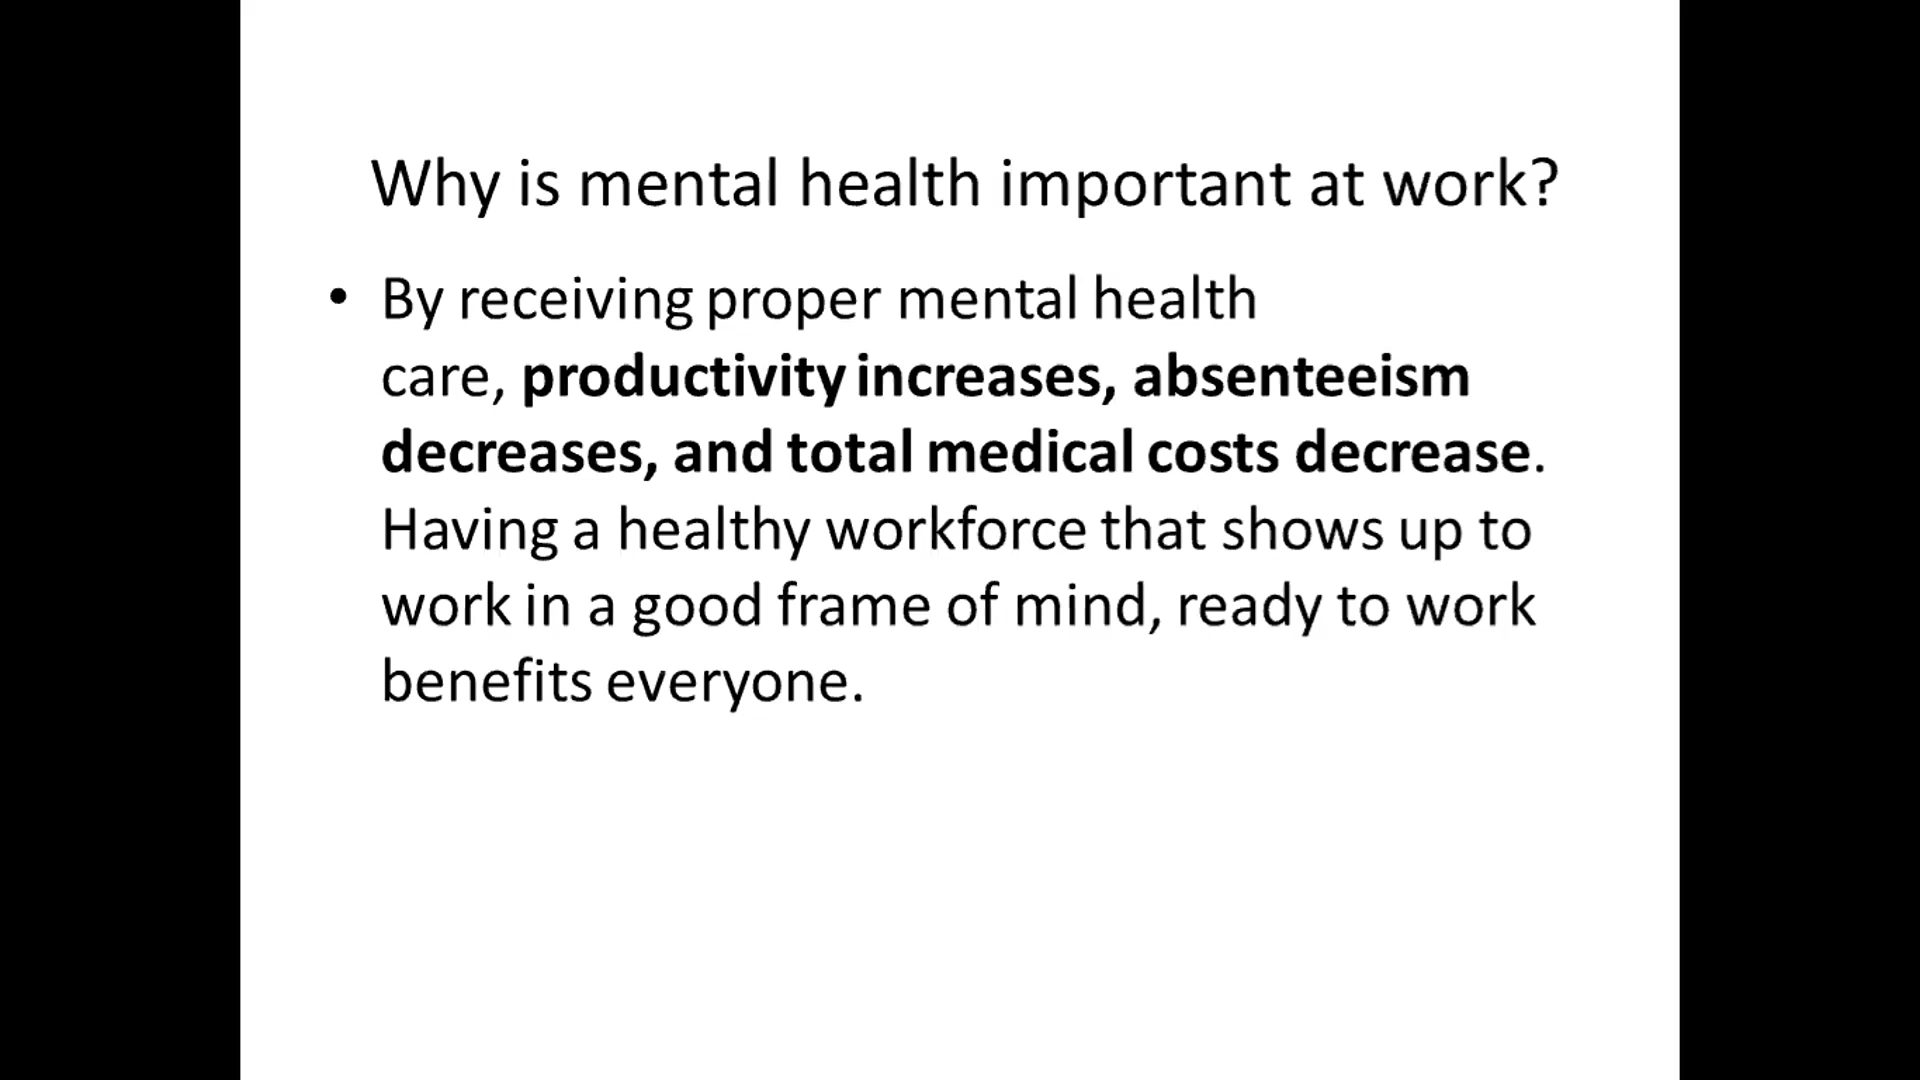 Why is mental health important at work?
• By receiving proper mental health
care, productivity increases, absenteeism
decreases, and total medical costs decrease.
Having a healthy workforce that shows up to
work in a good frame of mind, ready to work
benefits everyone.